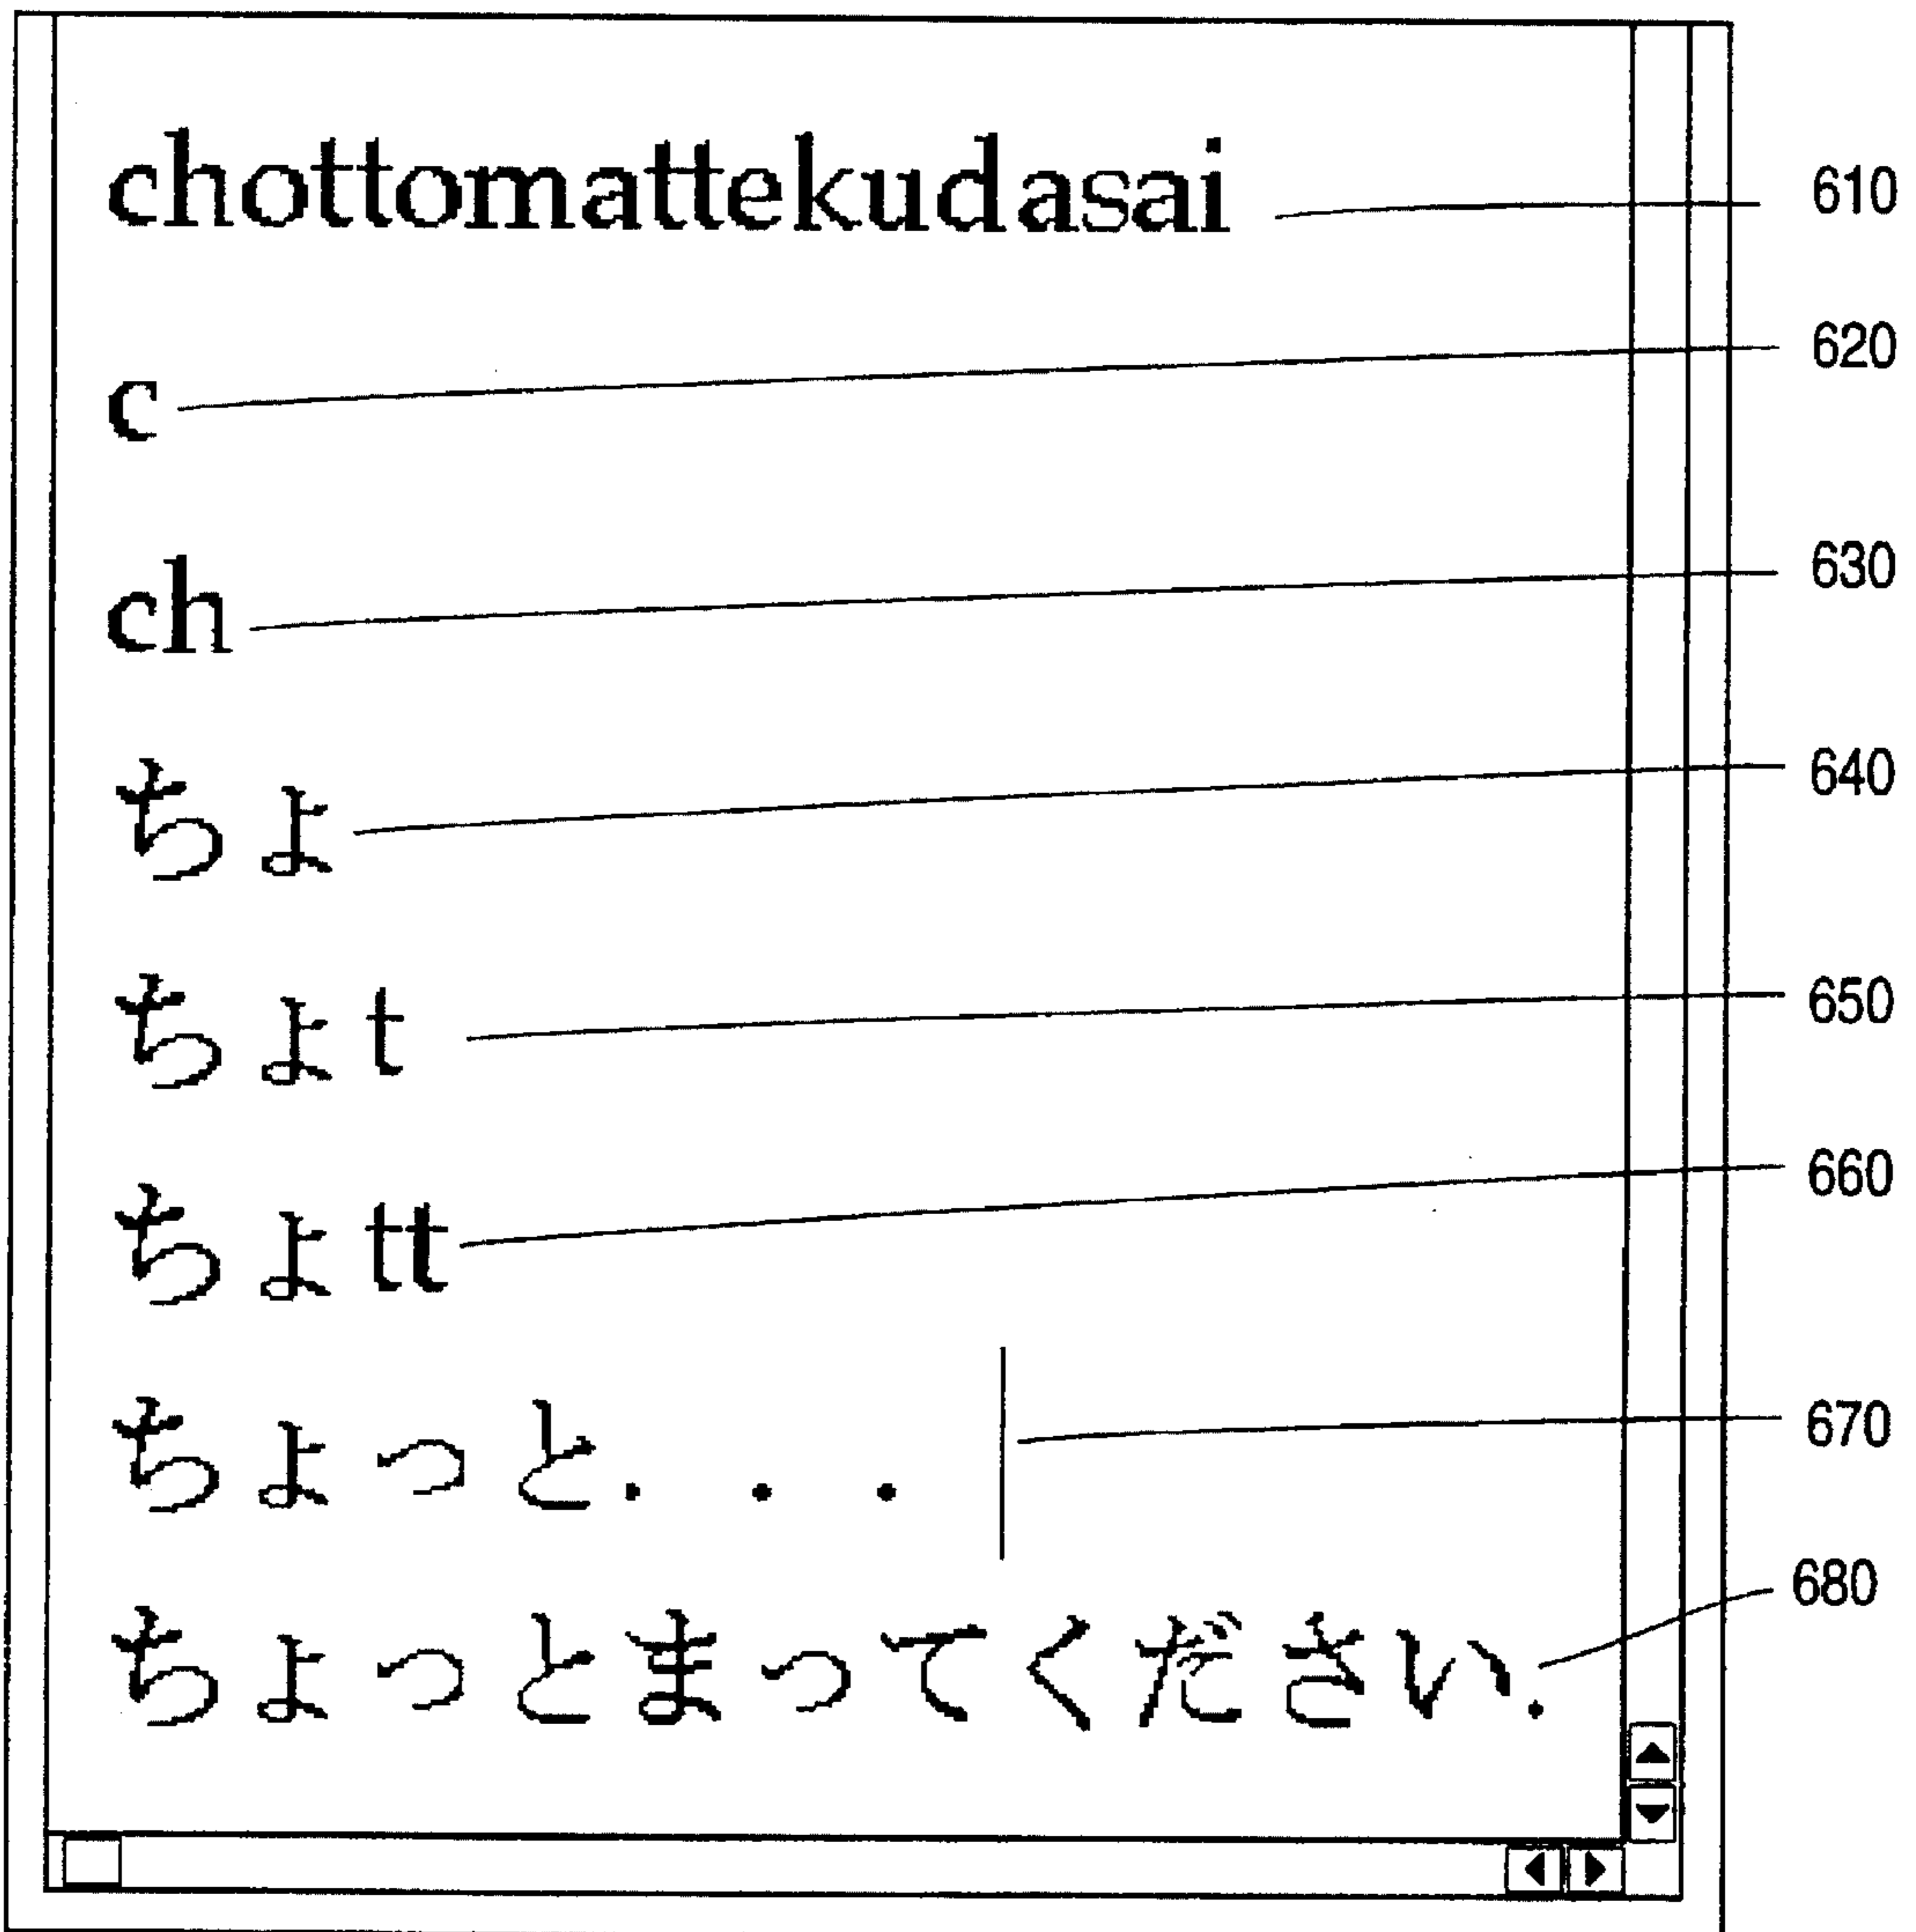 chottomattekudasai 610
c 620
ch 630
ちょ 640
ちょt 650
ちょtt 660
ちょっと. . . 670
ちょっとまってください. 680